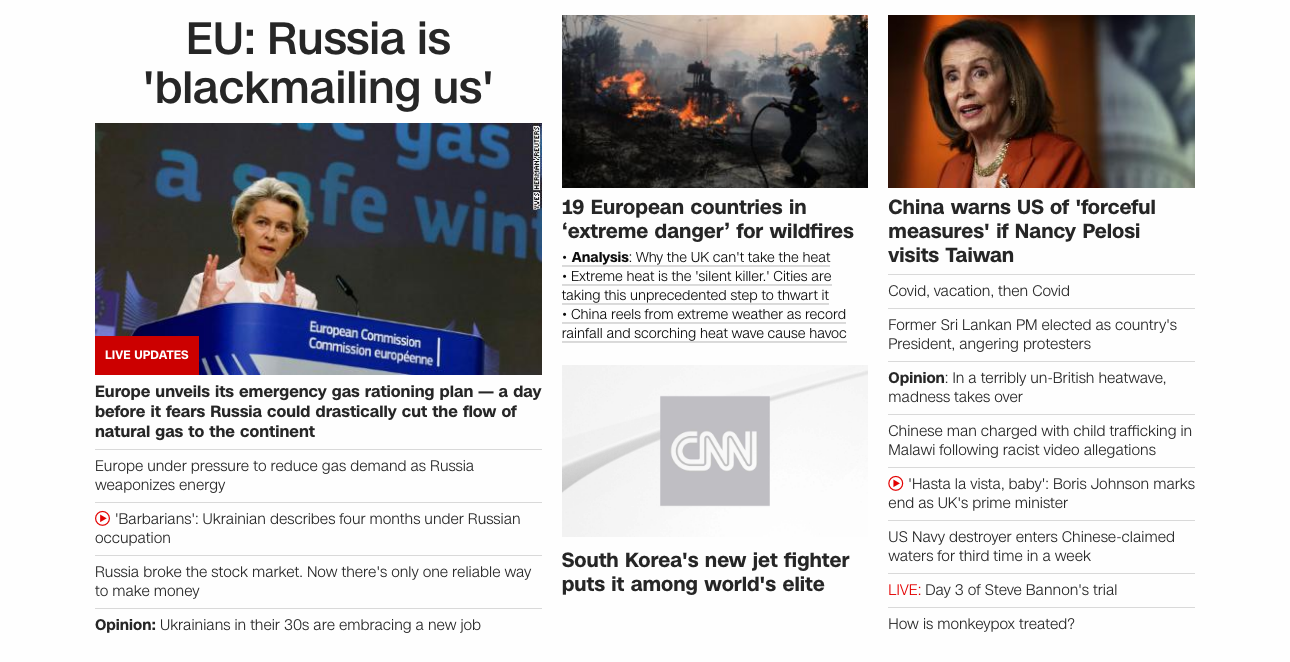 EU: Russia is
'blackmailing us'
ve gas
a safe wint
YVES HERMAN/REUTERS
European Commission
Commission européenne
LIVE UPDATES
Europe unveils its emergency gas rationing plan — a day
before it fears Russia could drastically cut the flow of
natural gas to the continent
Europe under pressure to reduce gas demand as Russia
weaponizes energy
'Barbarians': Ukrainian describes four months under Russian
occupation
Russia broke the stock market. Now there's only one reliable way
to make money
Opinion: Ukrainians in their 30s are embracing a new job
19 European countries in
‘extreme danger’ for wildfires
• Analysis: Why the UK can't take the heat
• Extreme heat is the 'silent killer.' Cities are
taking this unprecedented step to thwart it
• China reels from extreme weather as record
rainfall and scorching heat wave cause havoc
CNN
South Korea's new jet fighter
puts it among world's elite
China warns US of 'forceful
measures' if Nancy Pelosi
visits Taiwan
Covid, vacation, then Covid
Former Sri Lankan PM elected as country's
President, angering protesters
Opinion: In a terribly un-British heatwave,
madness takes over
Chinese man charged with child trafficking in
Malawi following racist video allegations
'Hasta la vista, baby': Boris Johnson marks
end as UK's prime minister
US Navy destroyer enters Chinese-claimed
waters for third time in a week
LIVE: Day 3 of Steve Bannon's trial
How is monkeypox treated?